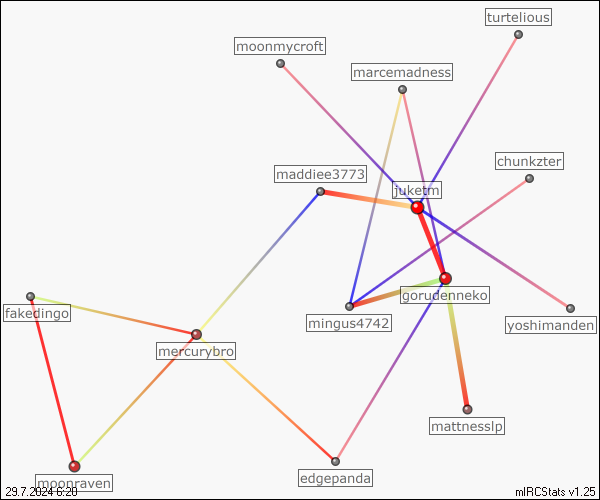 turtelious
moonmycroft
marcemadness
chunkzter
maddiee3773
juketm
gorudenneko
fakedingo
mingus4742
yoshimanden
mercurybro
mattnesslp
edgepanda
moonraven
29.7.2024 6:20
mIRCStats v1.25